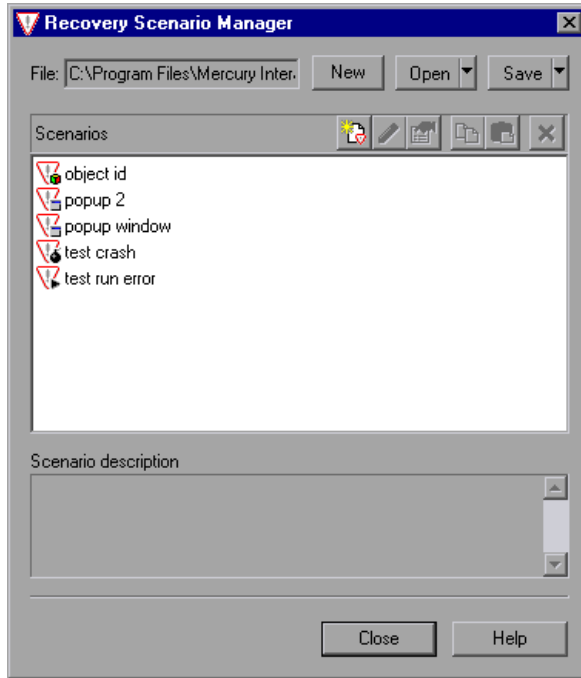 Recovery Scenario Manager
File: C:\Program Files\Mercury Inter. New Open Save
Scenarios
object id
popup 2
popup window
test crash
test run error
Scenario description
Close Help